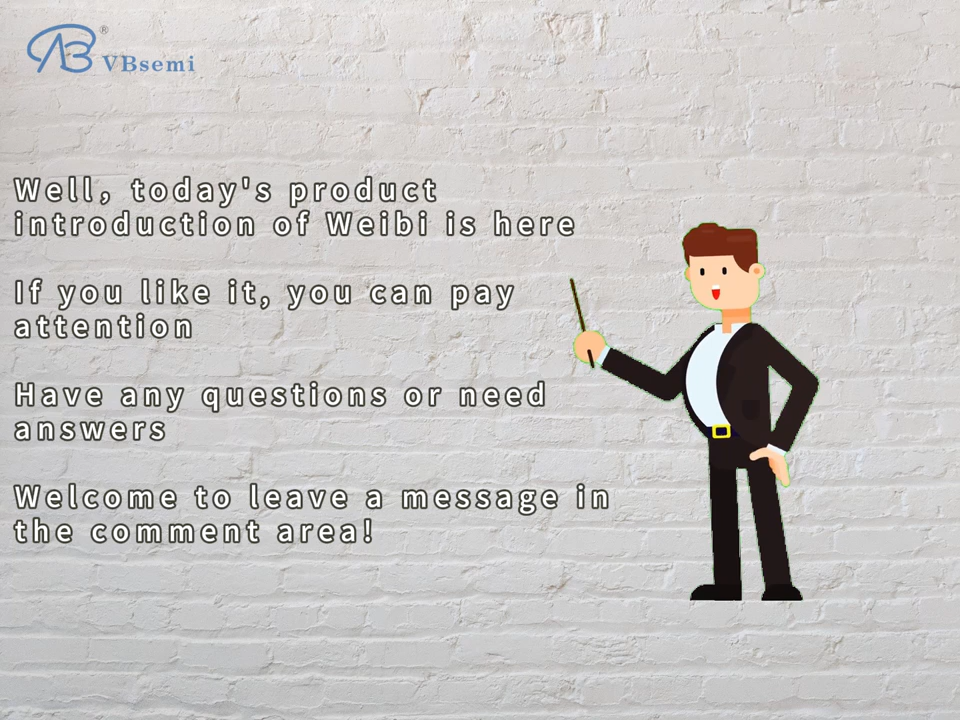 VBsemi
Well, today's product
introduction of Weibi is here
If you like it, you can pay
attention
Have any questions or need
answers
Welcome to leave a message in
the comment area!